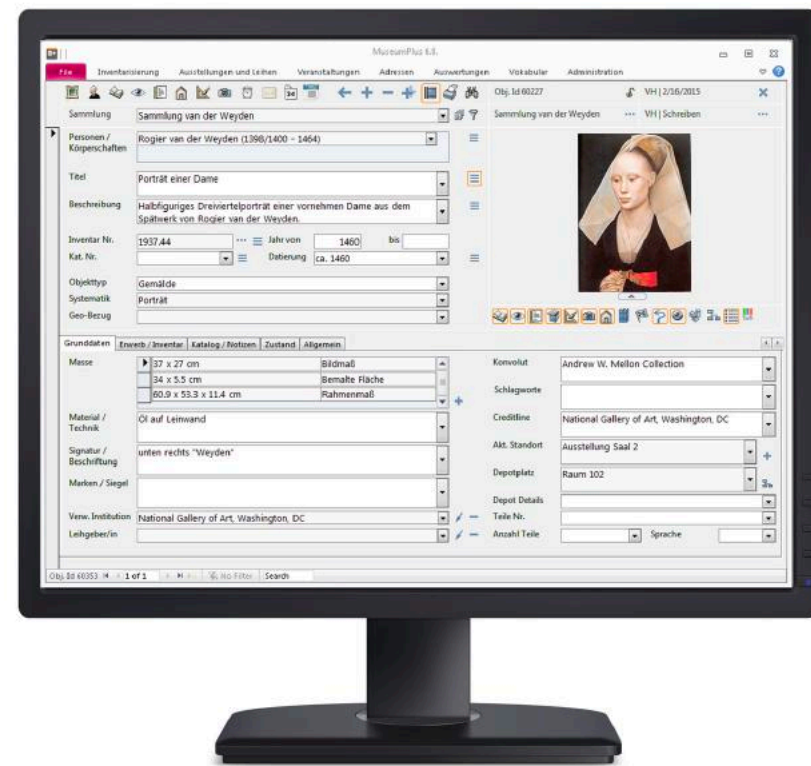 MuseumPlus 6.8.
File Inventarisierung Ausstellungen und Leihen Veranstaltungen Adressen Auswertungen Vokabular Administration
Obj. Id 60227 VH | 2/16/2015
Sammlung Sammlung van der Weyden
Sammlung van der Weyden VH | Schreiben
Personen / Körperschaften Rogier van der Weyden (1398/1400 - 1464)
Titel Porträt einer Dame
Beschreibung Halbfiguriges Dreiviertelporträt einer vornehmen Dame aus dem
Spätwerk von Rogier van der Weyden.
Inventar Nr. 1937.44 Jahr von 1460 bis
Kat. Nr. Datierung ca. 1460
Objekttyp Gemälde
Systematik Porträt
Geo-Bezug
Grunddaten Erwerb / Inventar Katalog / Notizen Zustand Allgemein
Masse 37 x 27 cm Bildmaß
34 x 5.5 cm Bemalte Fläche
60.9 x 53.3 x 11.4 cm Rahmenmaß
Material / Technik Öl auf Leinwand
Signatur / Beschriftung unten rechts "Weyden"
Marken / Siegel
Verw. Institution National Gallery of Art, Washington, DC
Leihgeber/in
Konvolut Andrew W. Mellon Collection
Schlagworte
Creditline National Gallery of Art, Washington, DC
Akt. Standort Ausstellung Saal 2
Depotplatz Raum 102
Depot Details
Teile Nr.
Anzahl Teile Sprache
Obj. Id 60353 1 of 1 No Filter Search